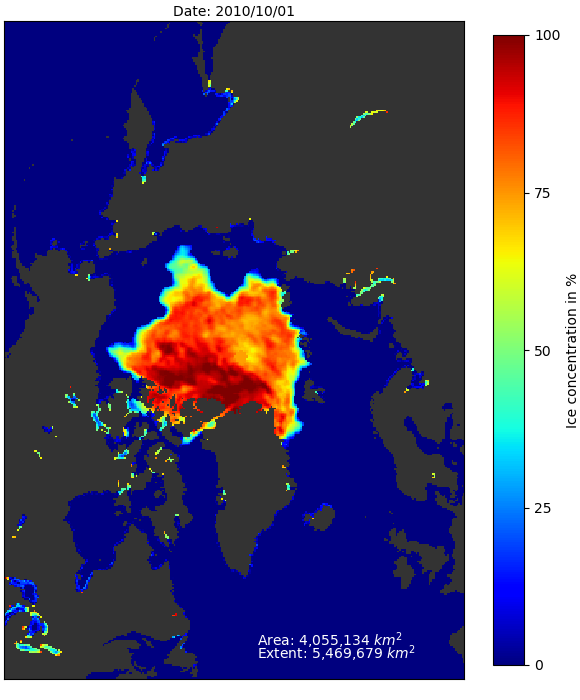 Date: 2010/10/01
100
75
50
25
0
Ice concentration in %
Area: 4,055,134 km²
Extent: 5,469,679 km²